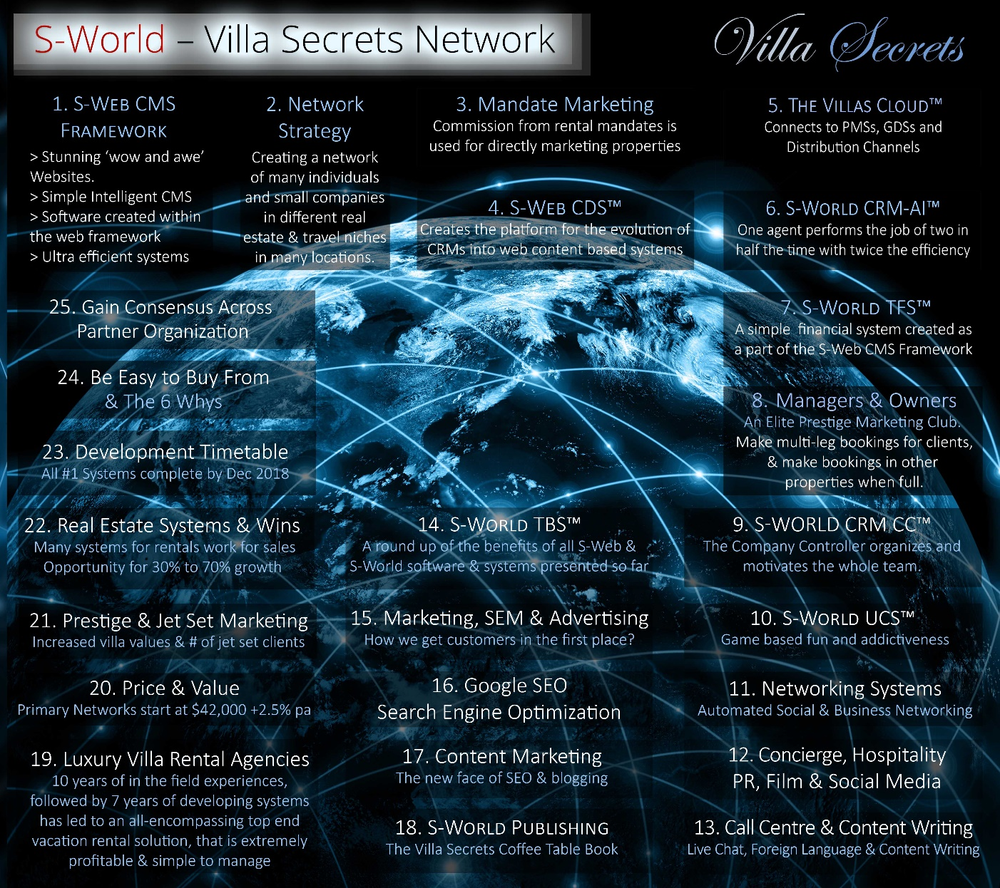 S-World – Villa Secrets Network
Villa Secrets
1. S-Web CMS
Framework
> Stunning ‘wow and awe’
Websites.
> Simple Intelligent CMS
> Software created within
the web framework
> Ultra efficient systems
2. Network
Strategy
Creating a network
of many individuals
and small companies
in different real
estate & travel niches
in many locations.
3. Mandate Marketing
Commission from rental mandates is
used for directly marketing properties
4. S-Web CDS™
Creates the platform for the evolution of
CRMs into web content based systems
5. The Villas Cloud™
Connects to PMSs, GDSs and
Distribution Channels
6. S-World CRM-AI™
One agent performs the job of two in
half the time with twice the efficiency
7. S-World TFS™
A simple financial system created as
a part of the S-Web CMS Framework
8. Managers & Owners
An Elite Prestige Marketing Club.
Make multi-leg bookings for clients,
& make bookings in other
properties when full.
9. S-WORLD CRM CC™
The Company Controller organizes and
motivates the whole team.
10. S-World UCS™
Game based fun and addictiveness
11. Networking Systems
Automated Social & Business Networking
12. Concierge, Hospitality
PR, Film & Social Media
13. Call Centre & Content Writing
Live Chat, Foreign Language & Content Writing
14. S-World TBS™
A round up of the benefits of all S-Web &
S-World software & systems presented so far
15. Marketing, SEM & Advertising
How we get customers in the first place?
16. Google SEO
Search Engine Optimization
17. Content Marketing
The new face of SEO & blogging
18. S-World Publishing
The Villa Secrets Coffee Table Book
19. Luxury Villa Rental Agencies
10 years of in the field experiences,
followed by 7 years of developing systems
has led to an all-encompassing top end
vacation rental solution, that is extremely
profitable & simple to manage
20. Price & Value
Primary Networks start at $42,000 +2.5% pa
21. Prestige & Jet Set Marketing
Increased villa values & # of jet set clients
22. Real Estate Systems & Wins
Many systems for rentals work for sales
Opportunity for 30% to 70% growth
23. Development Timetable
All #1 Systems complete by Dec 2018
24. Be Easy to Buy From
& The 6 Whys
25. Gain Consensus Across
Partner Organization